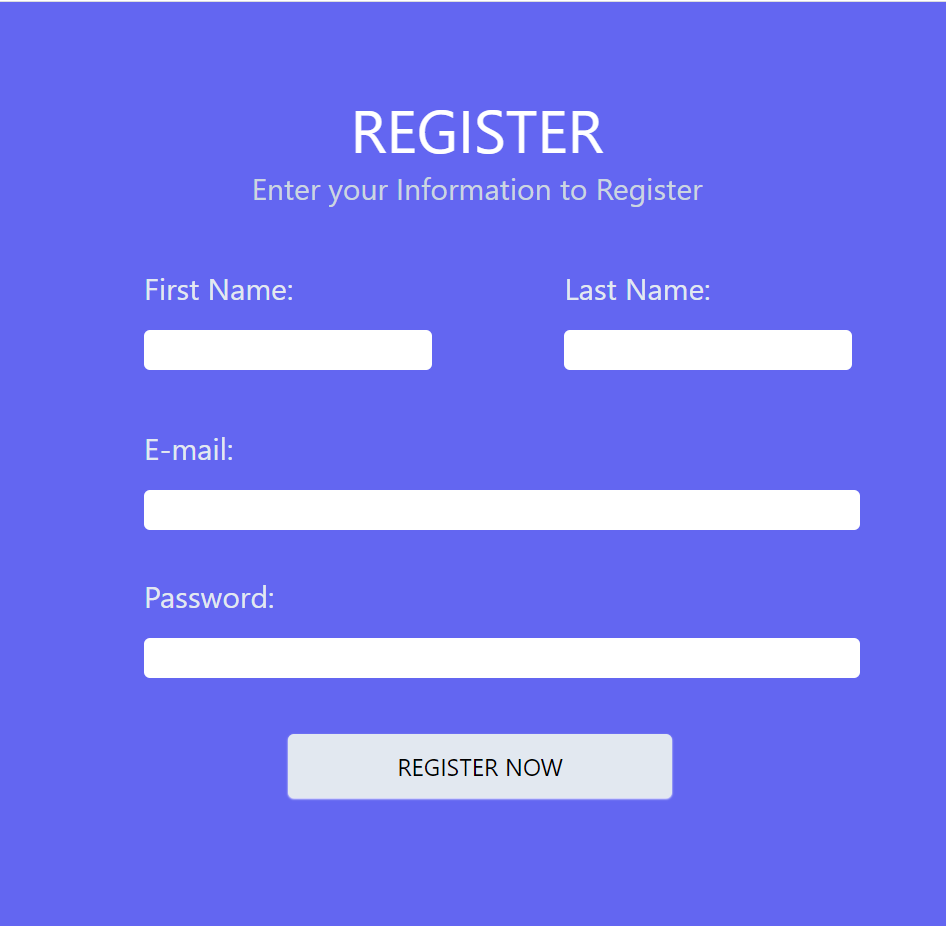 REGISTER
Enter your Information to Register
First Name:
Last Name:
E-mail:
Password:
REGISTER NOW